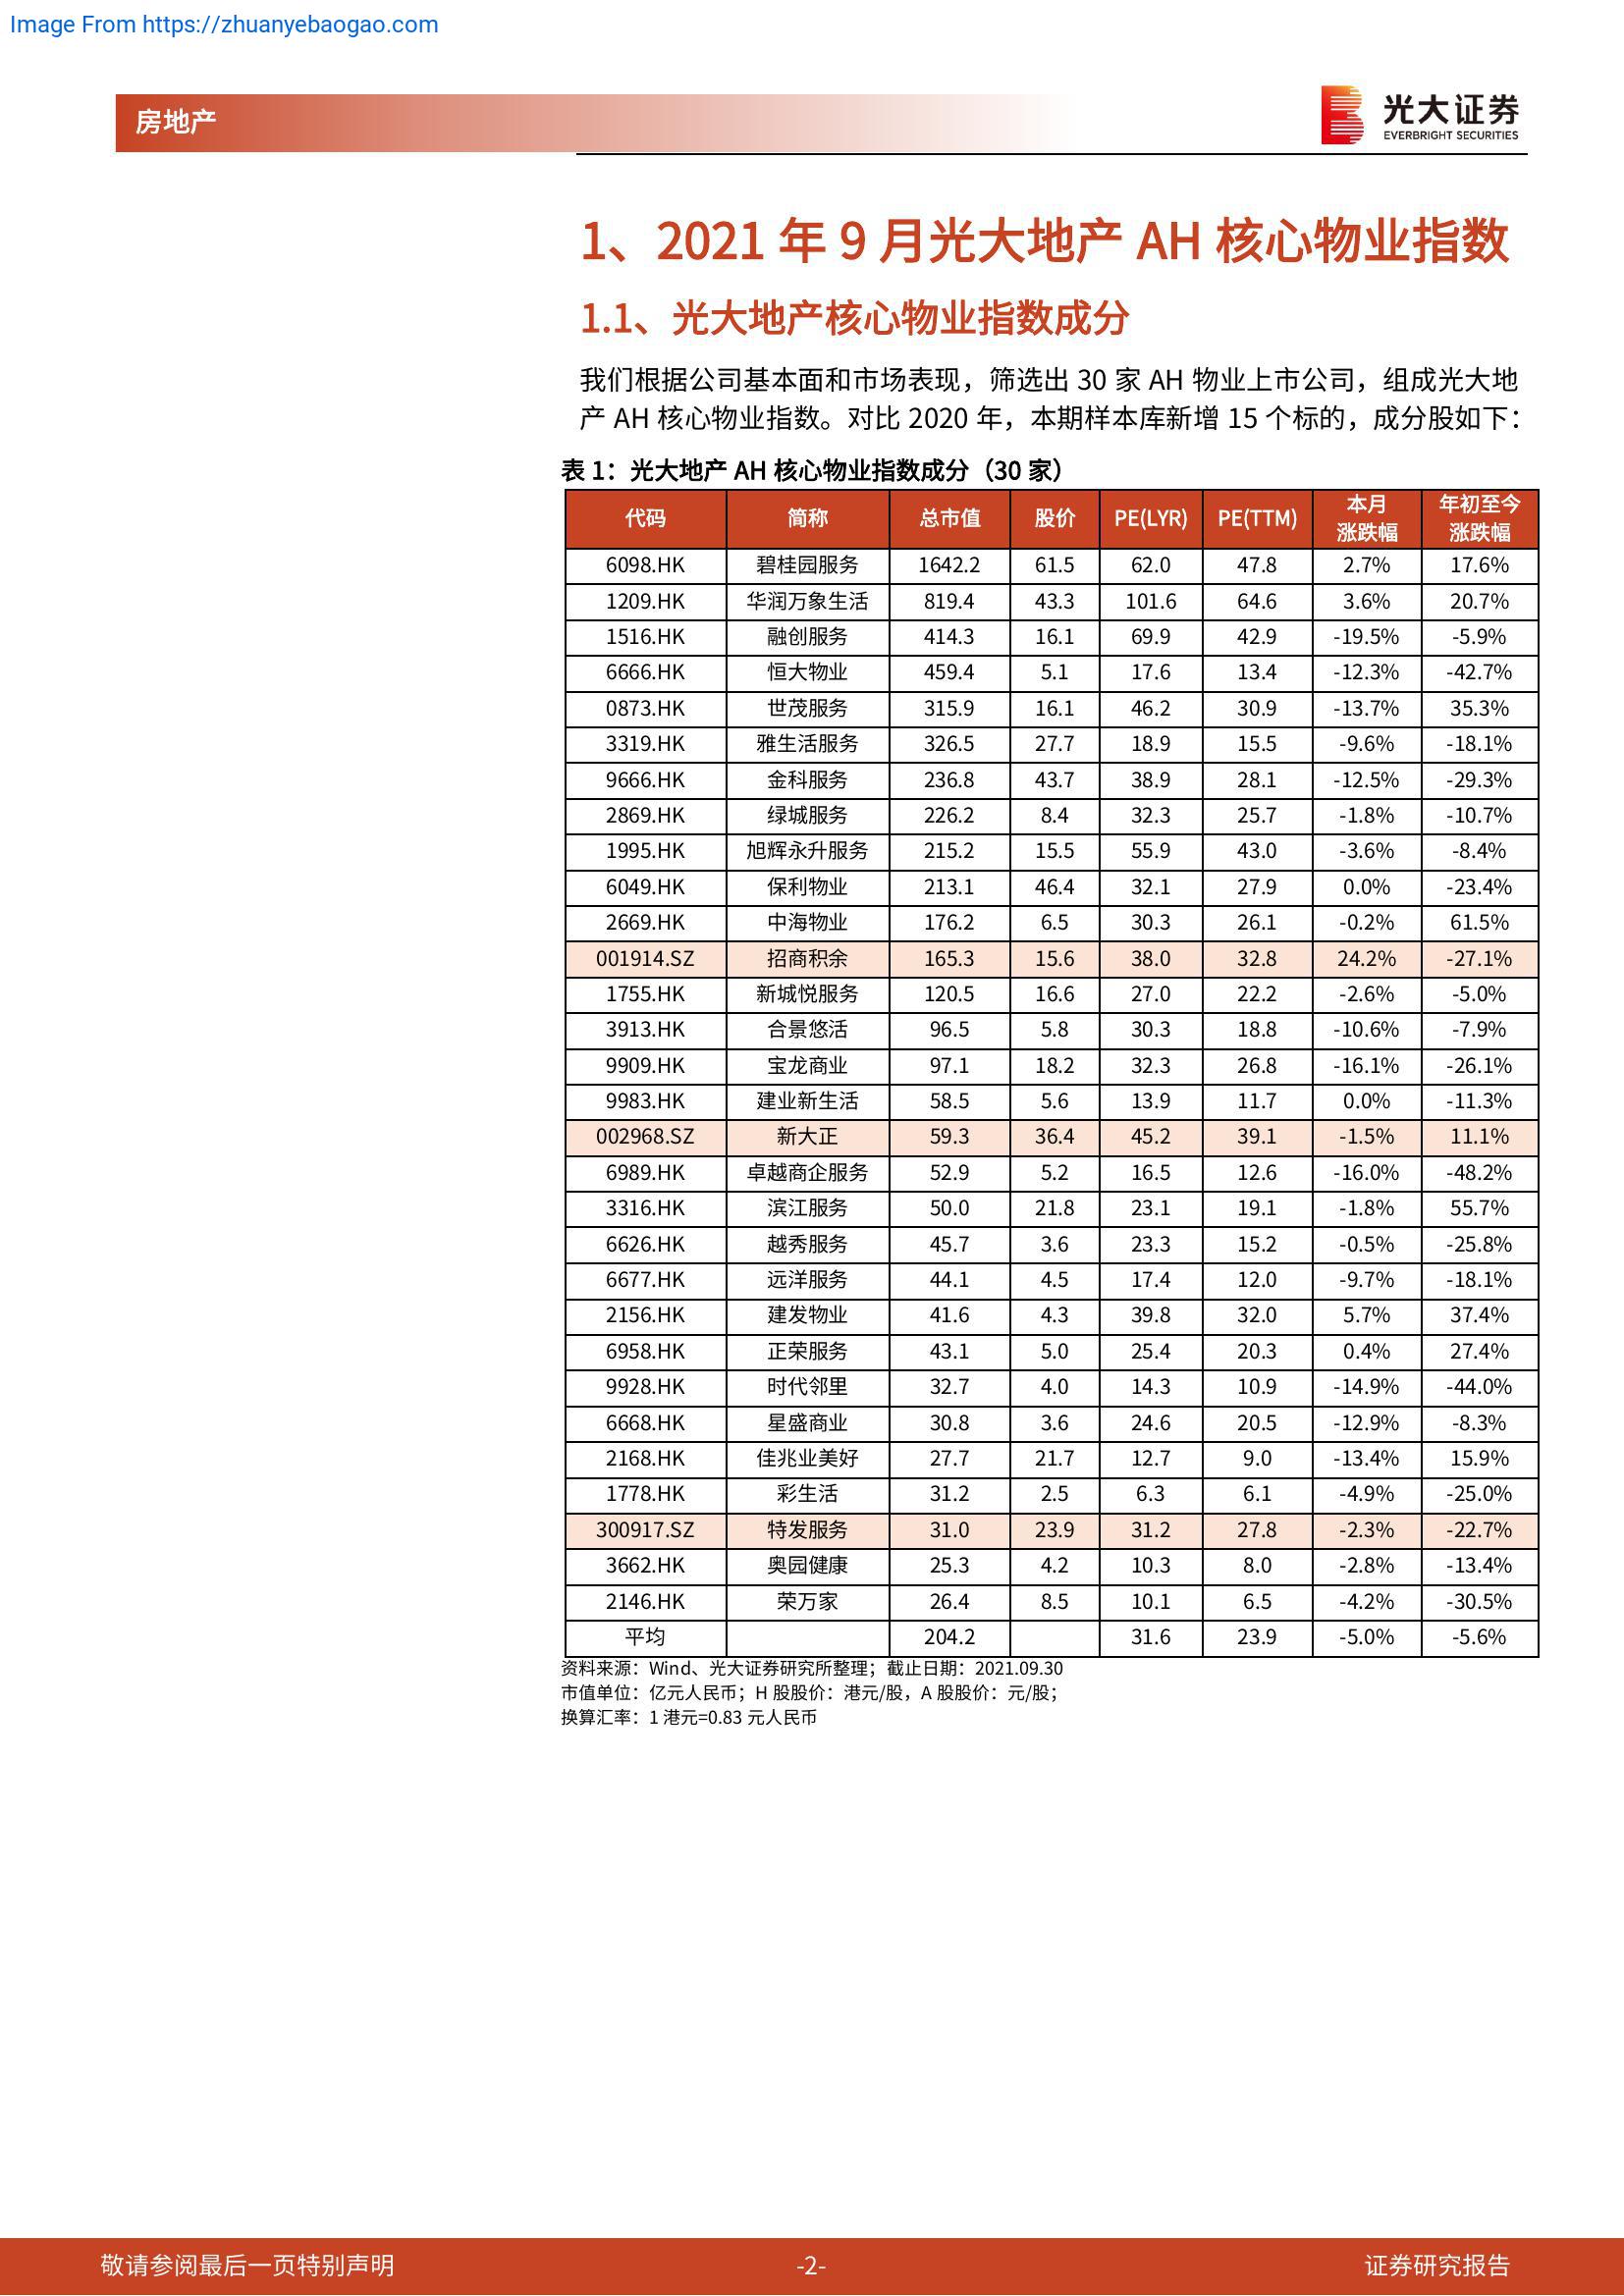 Image From https://zhuanyebaogao.com
房地产
光大证券
EVERBRIGHT SECURITIES
1、2021 年 9 月光大地产 AH 核心物业指数
1.1、光大地产核心物业指数成分
我们根据公司基本面和市场表现，筛选出 30 家 AH 物业上市公司，组成光大地
产 AH 核心物业指数。对比 2020 年，本期样本库新增 15 个标的，成分股如下：
表 1：光大地产 AH 核心物业指数成分（30 家）
代码 简称 总市值 股价 PE(LYR) PE(TTM) 本月涨跌幅 年初至今涨跌幅
6098.HK 碧桂园服务 1642.2 61.5 62.0 47.8 2.7% 17.6%
1209.HK 华润万象生活 819.4 43.3 101.6 64.6 3.6% 20.7%
1516.HK 融创服务 414.3 16.1 69.9 42.9 -19.5% -5.9%
6666.HK 恒大物业 459.4 5.1 17.6 13.4 -12.3% -42.7%
0873.HK 世茂服务 315.9 16.1 46.2 30.9 -13.7% 35.3%
3319.HK 雅生活服务 326.5 27.7 18.9 15.5 -9.6% -18.1%
9666.HK 金科服务 236.8 43.7 38.9 28.1 -12.5% -29.3%
2869.HK 绿城服务 226.2 8.4 32.3 25.7 -1.8% -10.7%
1995.HK 旭辉永升服务 215.2 15.5 55.9 43.0 -3.6% -8.4%
6049.HK 保利物业 213.1 46.4 32.1 27.9 0.0% -23.4%
2669.HK 中海物业 176.2 6.5 30.3 26.1 -0.2% 61.5%
001914.SZ 招商积余 165.3 15.6 38.0 32.8 24.2% -27.1%
1755.HK 新城悦服务 120.5 16.6 27.0 22.2 -2.6% -5.0%
3913.HK 合景悠活 96.5 5.8 30.3 18.8 -10.6% -7.9%
9909.HK 宝龙商业 97.1 18.2 32.3 26.8 -16.1% -26.1%
9983.HK 建业新生活 58.5 5.6 13.9 11.7 0.0% -11.3%
002968.SZ 新大正 59.3 36.4 45.2 39.1 -1.5% 11.1%
6989.HK 卓越商企服务 52.9 5.2 16.5 12.6 -16.0% -48.2%
3316.HK 滨江服务 50.0 21.8 23.1 19.1 -1.8% 55.7%
6626.HK 越秀服务 45.7 3.6 23.3 15.2 -0.5% -25.8%
6677.HK 远洋服务 44.1 4.5 17.4 12.0 -9.7% -18.1%
2156.HK 建发物业 41.6 4.3 39.8 32.0 5.7% 37.4%
6958.HK 正荣服务 43.1 5.0 25.4 20.3 0.4% 27.4%
9928.HK 时代邻里 32.7 4.0 14.3 10.9 -14.9% -44.0%
6668.HK 星盛商业 30.8 3.6 24.6 20.5 -12.9% -8.3%
2168.HK 佳兆业美好 27.7 21.7 12.7 9.0 -13.4% 15.9%
1778.HK 彩生活 31.2 2.5 6.3 6.1 -4.9% -25.0%
300917.SZ 特发服务 31.0 23.9 31.2 27.8 -2.3% -22.7%
3662.HK 奥园健康 25.3 4.2 10.3 8.0 -2.8% -13.4%
2146.HK 荣万家 26.4 8.5 10.1 6.5 -4.2% -30.5%
平均 204.2 31.6 23.9 -5.0% -5.6%
资料来源：Wind、光大证券研究所整理；截止日期：2021.09.30
市值单位：亿元人民币；H 股股价：港元/股，A 股股价：元/股；
换算汇率：1 港元=0.83 元人民币
敬请参阅最后一页特别声明 -2- 证券研究报告